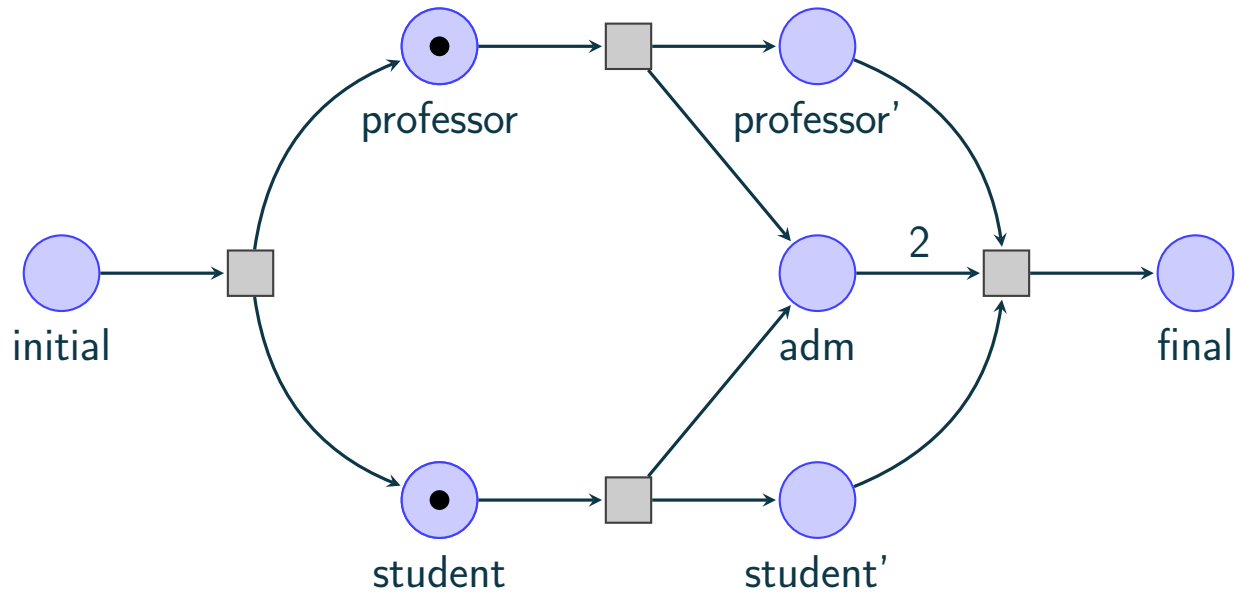 professor
professor'
2
initial
adm
final
student
student'